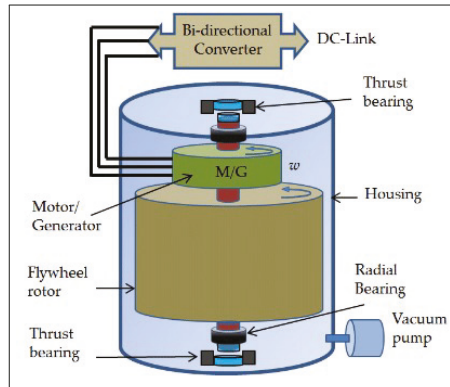 Bi-directional
Converter
DC-Link
Thrust
bearing
M/G
w
Motor/
Generator
Housing
Flywheel
rotor
Radial
Bearing
Thrust
bearing
Vacuum
pump